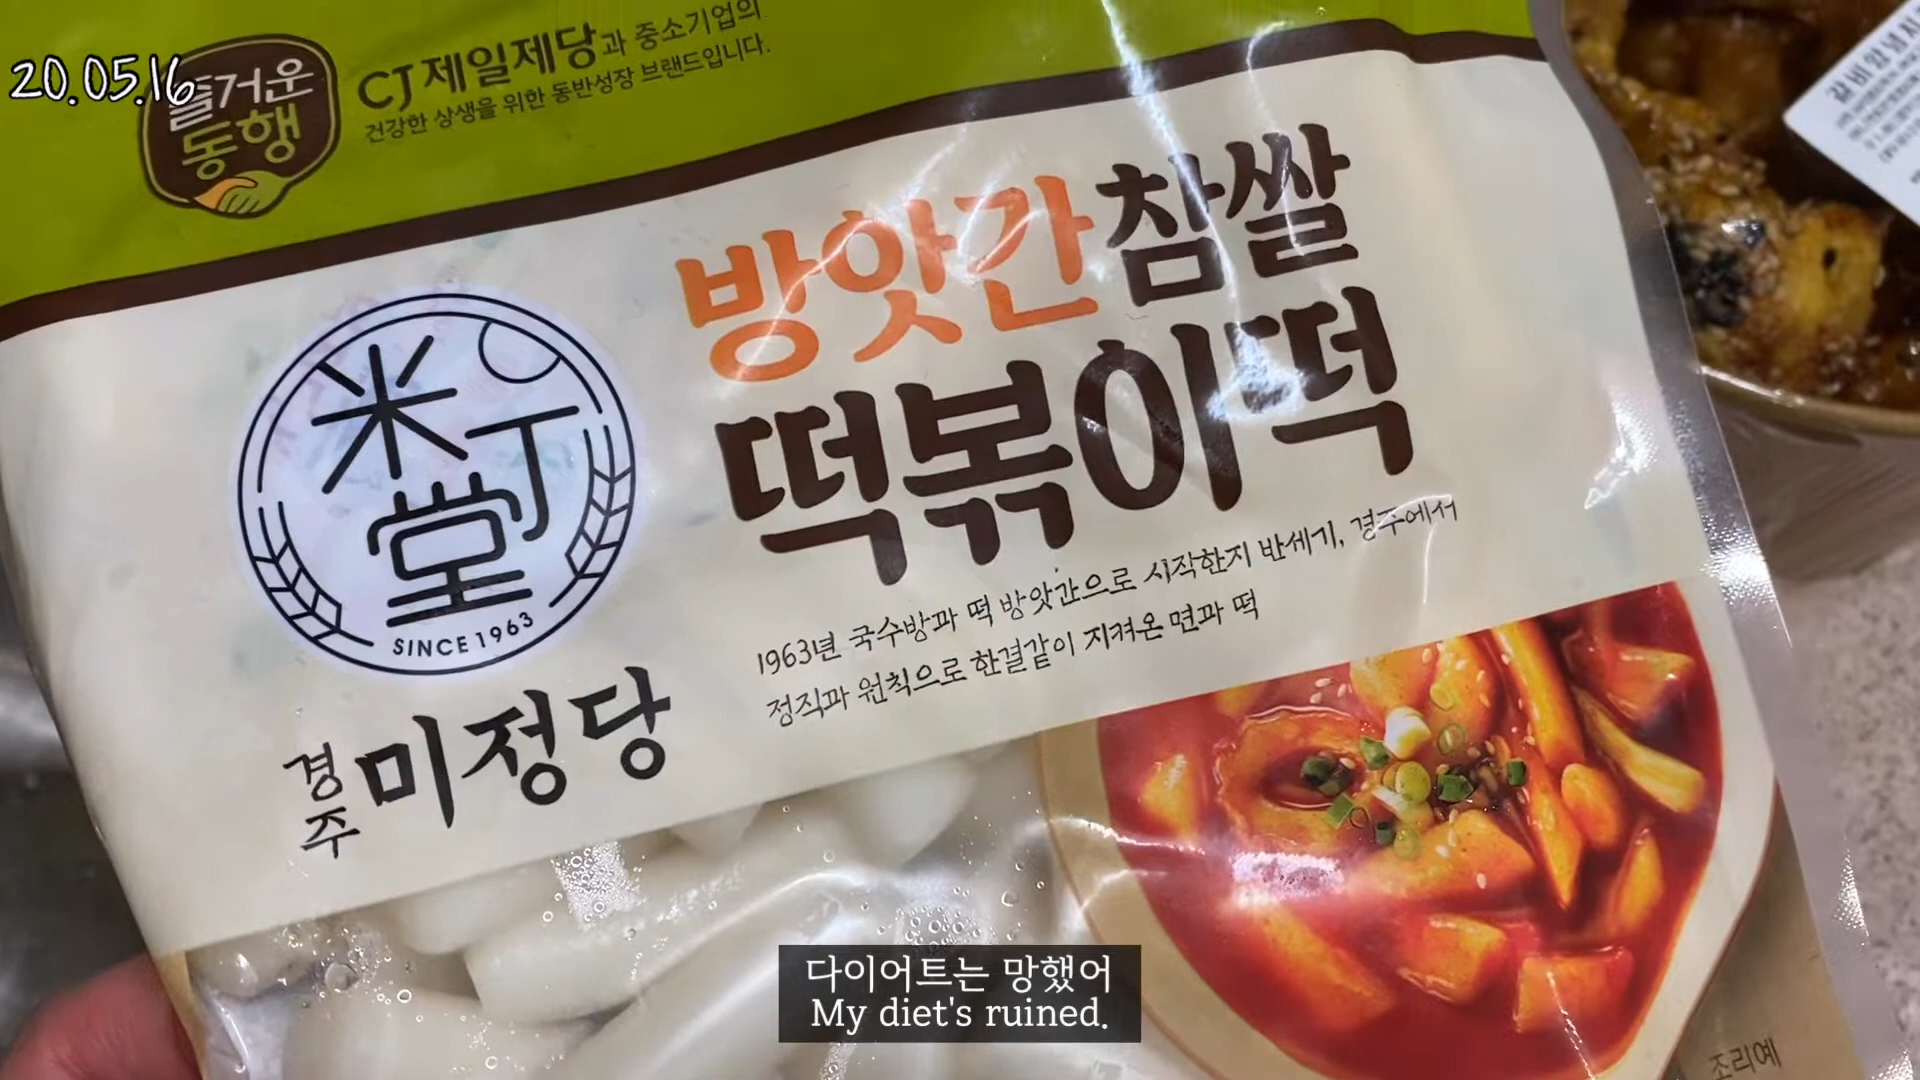 20.05.16
즐거운
동행
CJ제일제당과 중소기업의
건강한 상생을 위한 동반성장 브랜드입니다.
방앗간 참쌀
떡볶이떡
1963년 국수방과 떡 방앗간으로 시작한지 반세기, 경주에서
정직과 원칙으로 한결같이 지켜온 면과 떡
米丁
堂
SINCE 1963
경주 미정당
조리예
다이어트는 망했어
My diet's ruined.